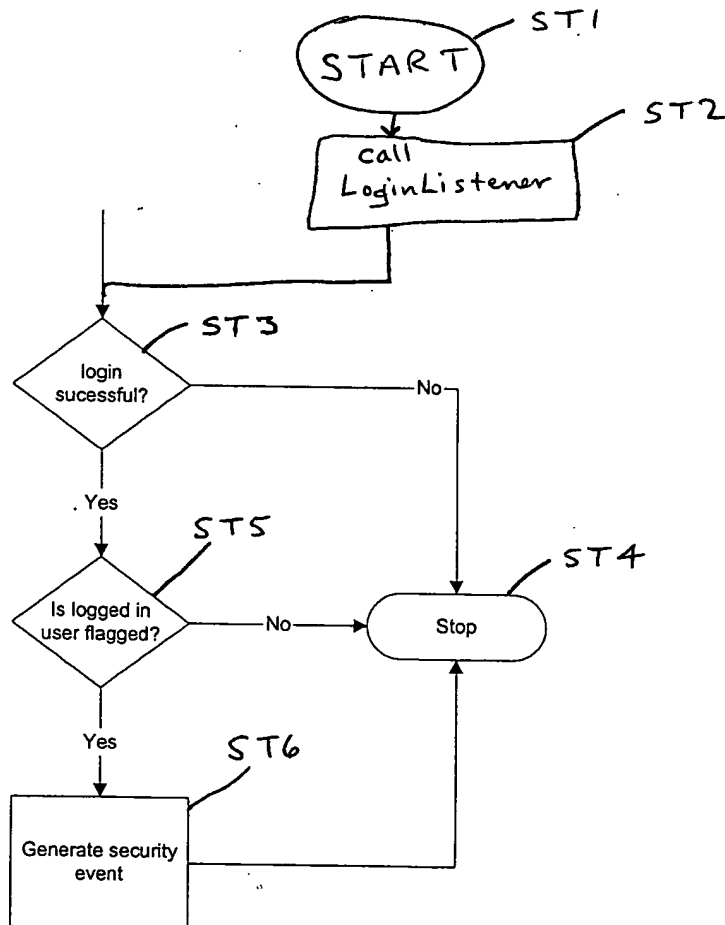 ST1
START
ST2
call
LoginListener
ST3
login
sucessful?
No
Yes
ST5
ST4
Is logged in
user flagged?
No
Stop
Yes
ST6
Generate security
event